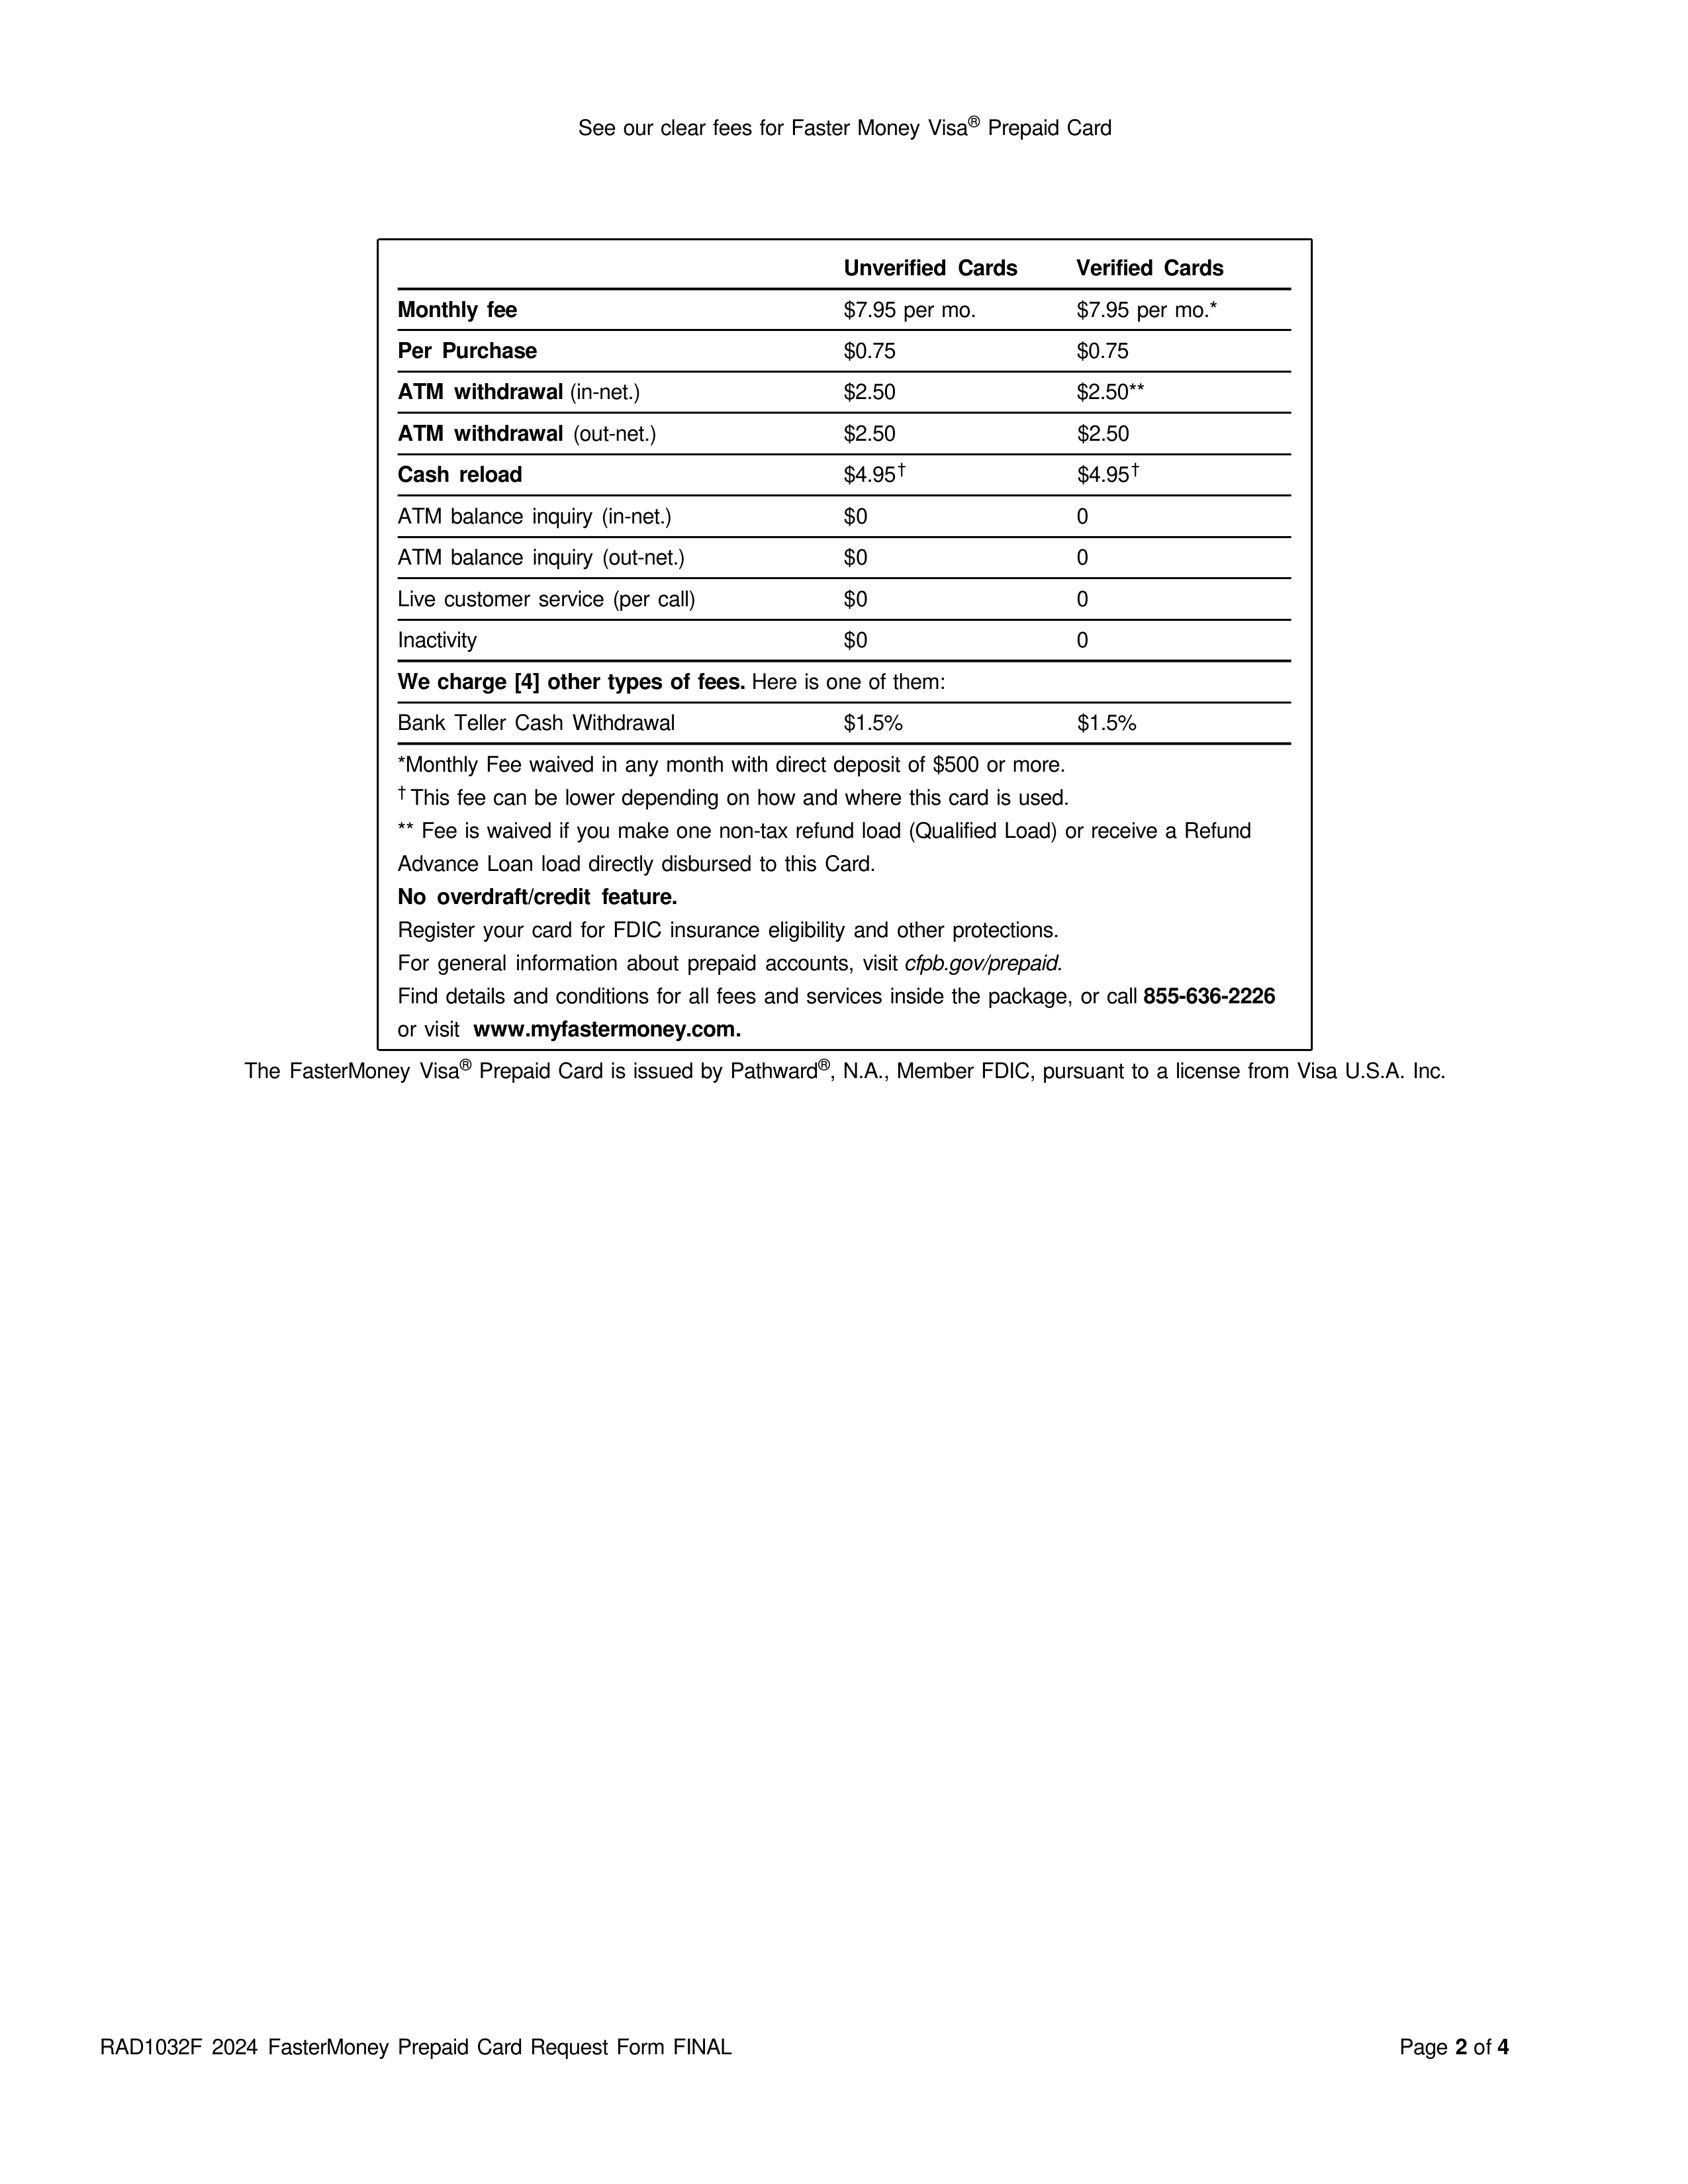 See our clear fees for Faster Money Visa® Prepaid Card
Unverified Cards Verified Cards
Monthly fee $7.95 per mo. $7.95 per mo.*
Per Purchase $0.75 $0.75
ATM withdrawal (in-net.) $2.50 $2.50**
ATM withdrawal (out-net.) $2.50 $2.50
Cash reload $4.95† $4.95†
ATM balance inquiry (in-net.) $0 0
ATM balance inquiry (out-net.) $0 0
Live customer service (per call) $0 0
Inactivity $0 0
We charge [4] other types of fees. Here is one of them:
Bank Teller Cash Withdrawal $1.5% $1.5%
*Monthly Fee waived in any month with direct deposit of $500 or more.
† This fee can be lower depending on how and where this card is used.
** Fee is waived if you make one non-tax refund load (Qualified Load) or receive a Refund
Advance Loan load directly disbursed to this Card.
No overdraft/credit feature.
Register your card for FDIC insurance eligibility and other protections.
For general information about prepaid accounts, visit cfpb.gov/prepaid.
Find details and conditions for all fees and services inside the package, or call 855-636-2226
or visit www.myfastermoney.com.
The FasterMoney Visa® Prepaid Card is issued by Pathward®, N.A., Member FDIC, pursuant to a license from Visa U.S.A. Inc.
RAD1032F 2024 FasterMoney Prepaid Card Request Form FINAL Page 2 of 4